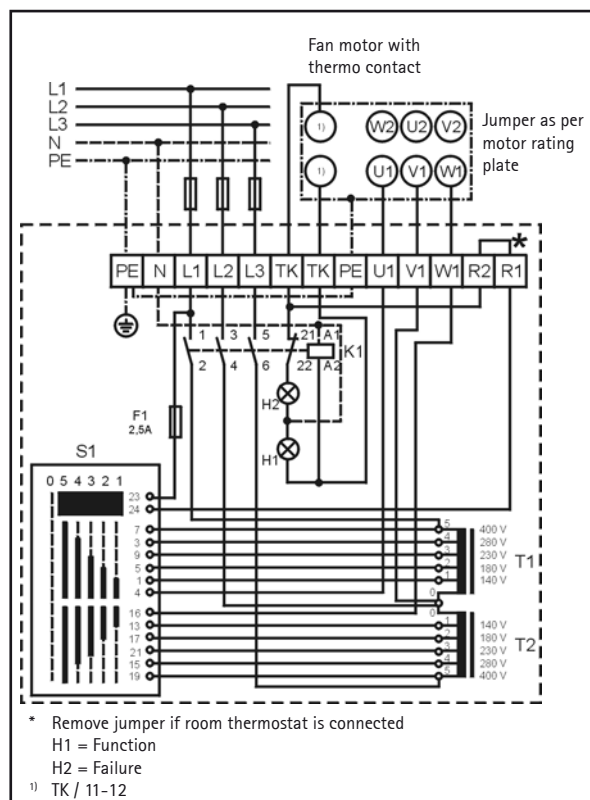 Fan motor with
thermo contact
L1
L2
L3
N
PE
1) W2 U2 V2
Jumper as per
motor rating
plate
1) U1 V1 W1
*
PE N L1 L2 L3 TK TK PE U1 V1 W1 R2 R1
1 3 5 21 A1
K1
2 4 6 22 A2
H2
F1
2,5A
H1
S1
0 5 4 3 2 1
23
24
7 5 400 V
3 4 280 V
9 3 230 V
T1
5 2 180 V
1 1 140 V
4 0
16 0
13 1 140 V
17 2 180 V
T2
21 3 230 V
15 4 280 V
19 5 400 V
* Remove jumper if room thermostat is connected
H1 = Function
H2 = Failure
1) TK / 11-12